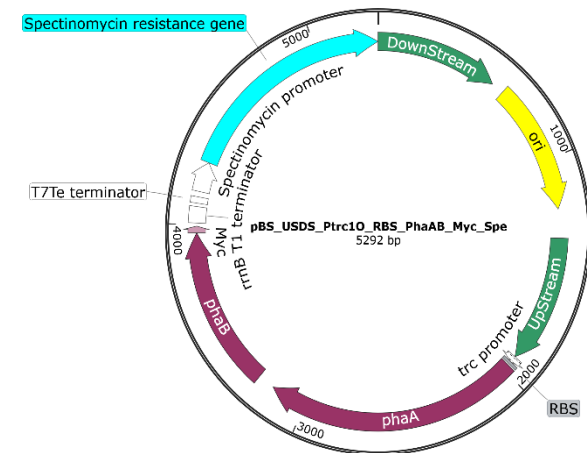 Spectinomycin resistance gene
5000
DownStream
Spectinomycin promoter
ori
1000
T7Te terminator
rrnB T1 terminator
pBS_USDS_Ptrc1O_RBS_PhaAB_Myc_Spe
5292 bp
4000
Myc
UpStream
phaB
trc promoter
2000
RBS
phaA
3000